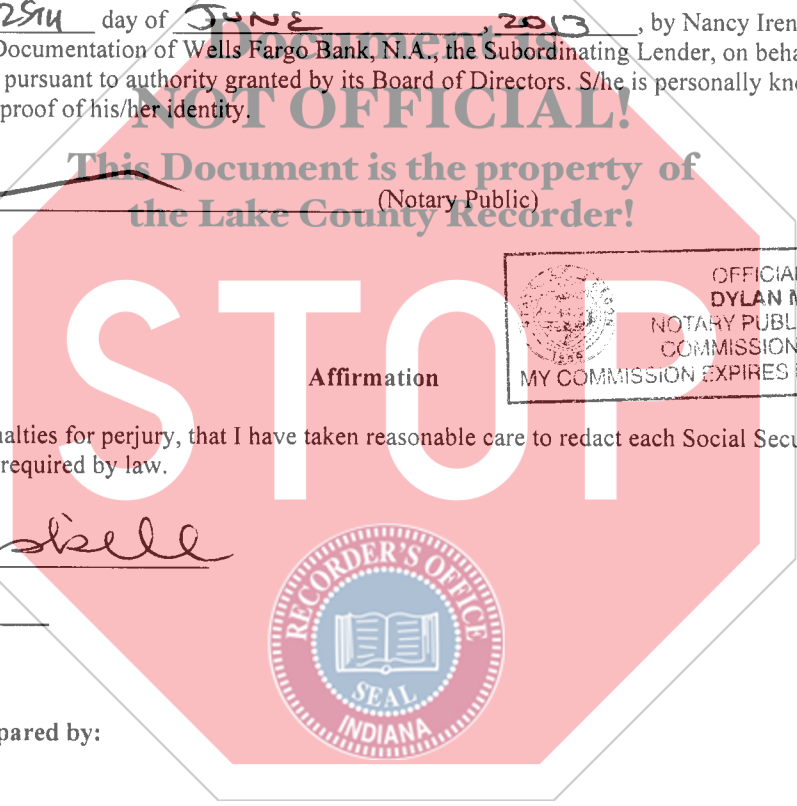 25TH day of JUNE, 2013, by Nancy Iren
Documentation of Wells Fargo Bank, N.A., the Subordinating Lender, on beha
pursuant to authority granted by its Board of Directors. S/he is personally kno
proof of his/her identity.
Document is
NOT OFFICIAL!
This Document is the property of
the Lake County Recorder!
(Notary Public)
STOP
OFFICIAL
DYLAN M
NOTARY PUBL
COMMISSION
MY COMMISSION EXPIRES
Affirmation
nalties for perjury, that I have taken reasonable care to redact each Social Secu
required by law.
pared by:
RECORDER'S OFFICE
SEAL
INDIANA